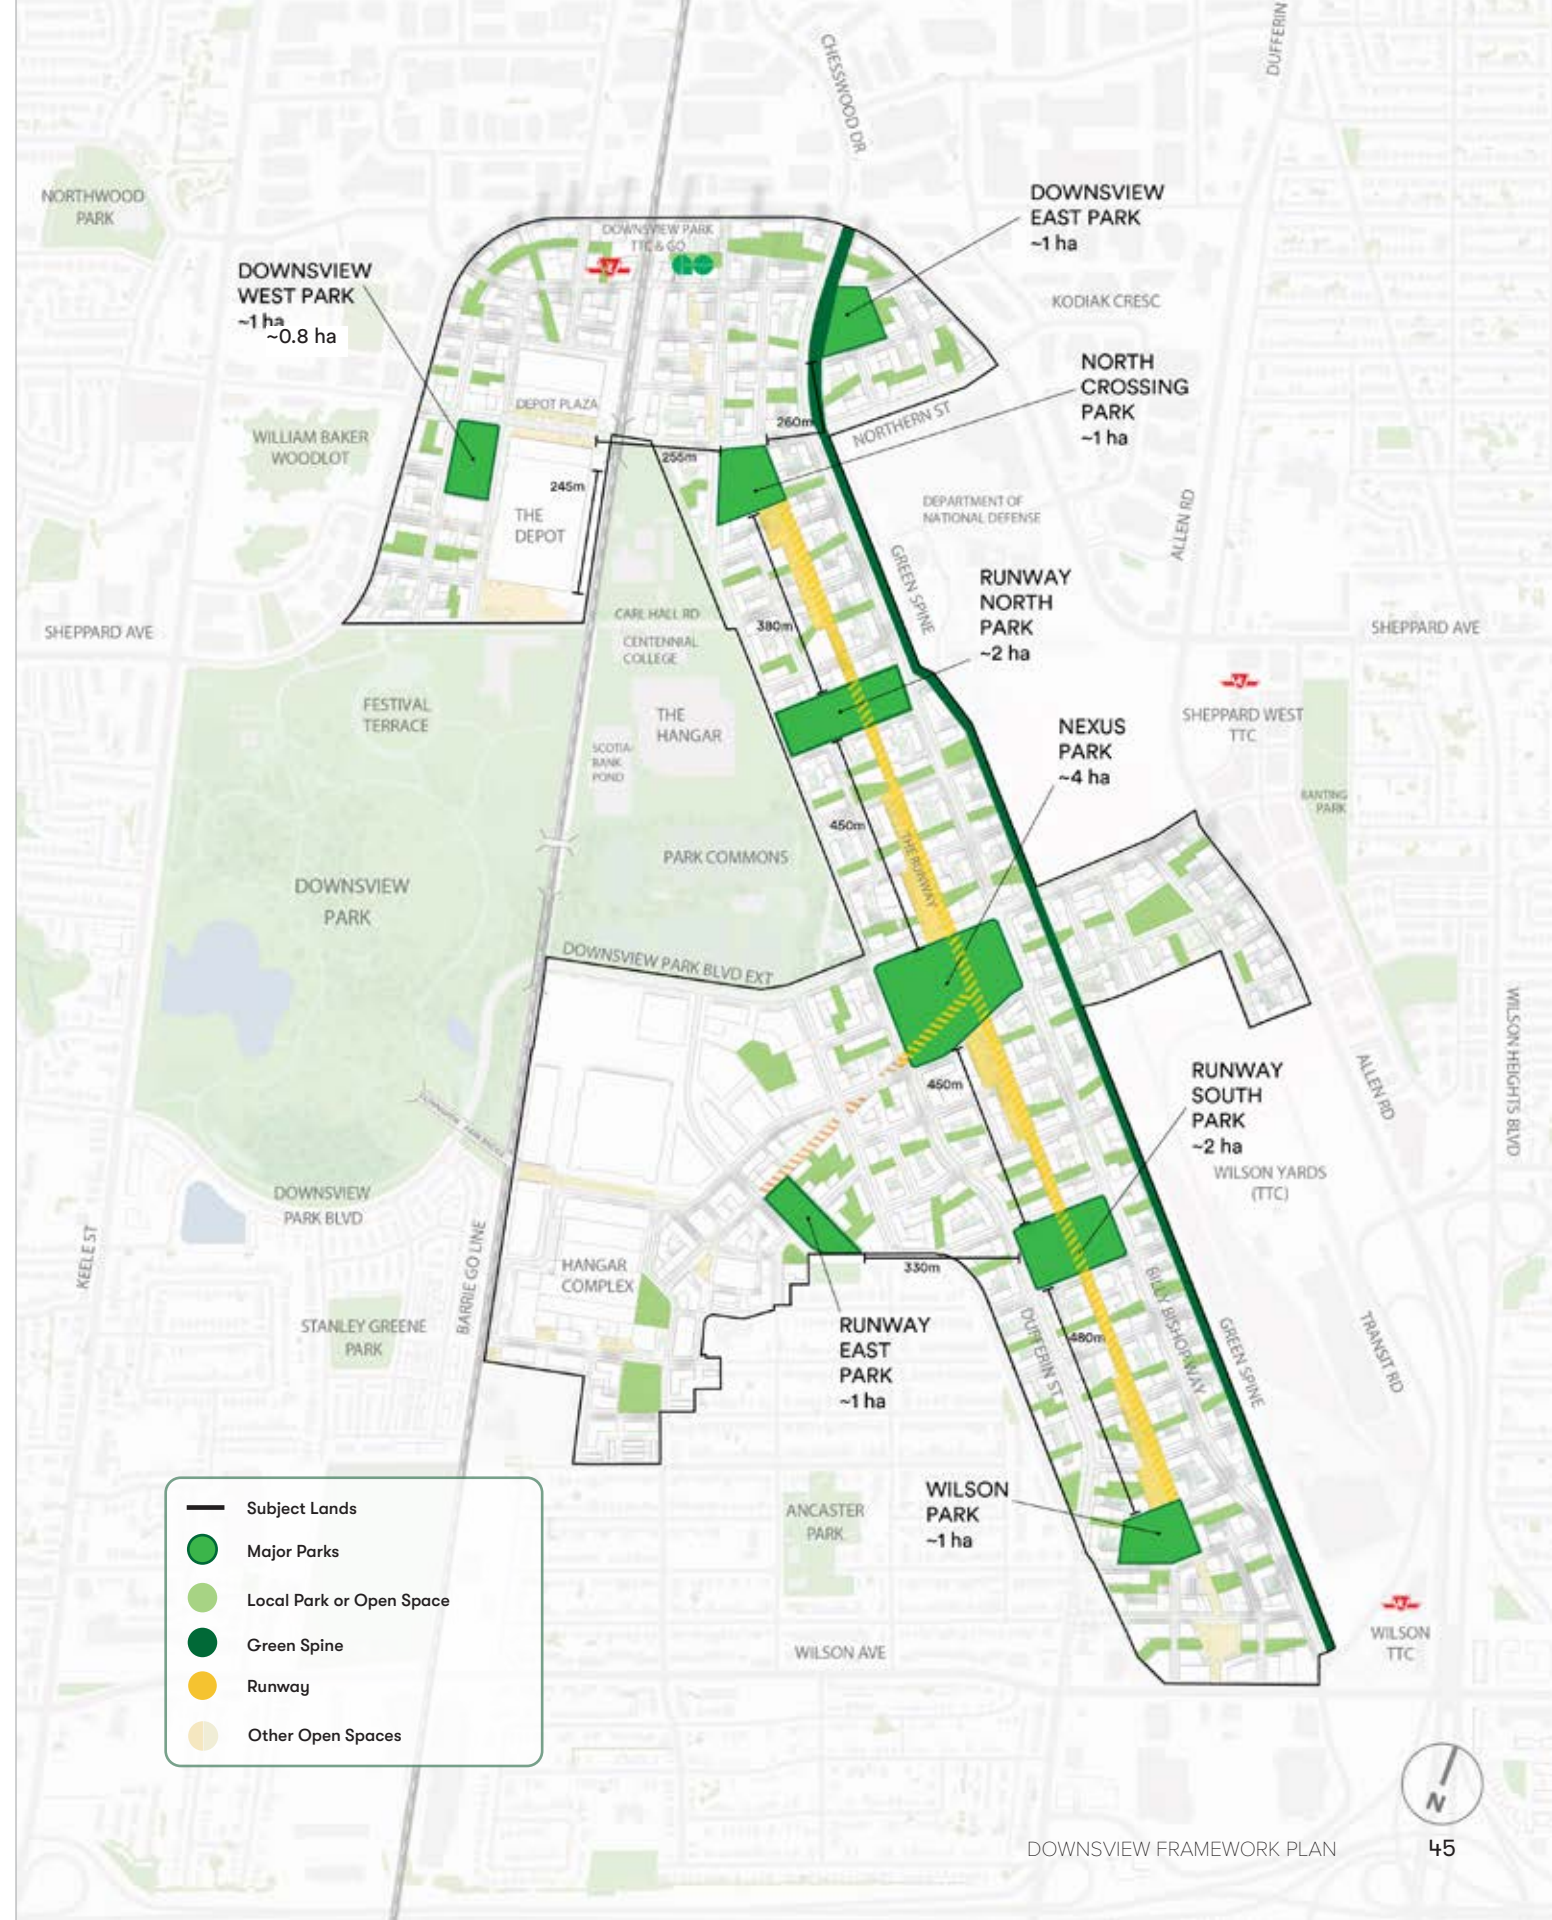 CHESSWOOD DR
DUFFERIN
NORTHWOOD
PARK
DOWNSVIEW
EAST PARK
~1 ha
DOWNSVIEW PARK
TTC & GO
GO
DOWNSVIEW
WEST PARK
~1 ha
~0.8 ha
KODIAK CRESC
NORTH
CROSSING
PARK
~1 ha
DEPOT PLAZA
260m
NORTHERN ST
WILLIAM BAKER
WOODLOT
255m
245m
THE
DEPOT
DEPARTMENT OF
NATIONAL DEFENSE
ALLEN RD
GREEN SPINE
RUNWAY
NORTH
PARK
~2 ha
CARL HALL RD
380m
SHEPPARD AVE
SHEPPARD AVE
CENTENNIAL
COLLEGE
FESTIVAL
TERRACE
THE
HANGAR
SCOTIA-
BANK
POND
NEXUS
PARK
~4 ha
SHEPPARD WEST
TTC
BANTING
PARK
450m
THE RUNWAY
PARK COMMONS
DOWNSVIEW
PARK
DOWNSVIEW PARK BLVD EXT
WILSON HEIGHTS BLVD
450m
RUNWAY
SOUTH
PARK
~2 ha
ALLEN RD
WILSON YARDS
(TTC)
DOWNSVIEW
PARK BLVD
KEELE ST
BARRIE GO LINE
HANGAR
COMPLEX
330m
BILLY BISHOP WAY
GREEN SPINE
TRANSIT RD
DUFFERIN ST
480m
STANLEY GREENE
PARK
RUNWAY
EAST
PARK
~1 ha
WILSON
PARK
~1 ha
ANCASTER
PARK
Subject Lands
Major Parks
Local Park or Open Space
Green Spine
Runway
Other Open Spaces
WILSON AVE
WILSON
TTC
N
DOWNSVIEW FRAMEWORK PLAN
45